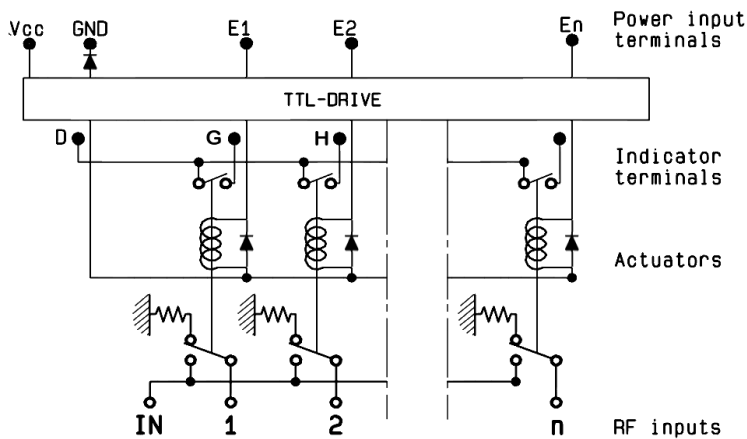 Vcc GND E1 E2 En Power input
terminals
TTL-DRIVE
D G H Indicator
terminals
Actuators
IN 1 2 n RF inputs